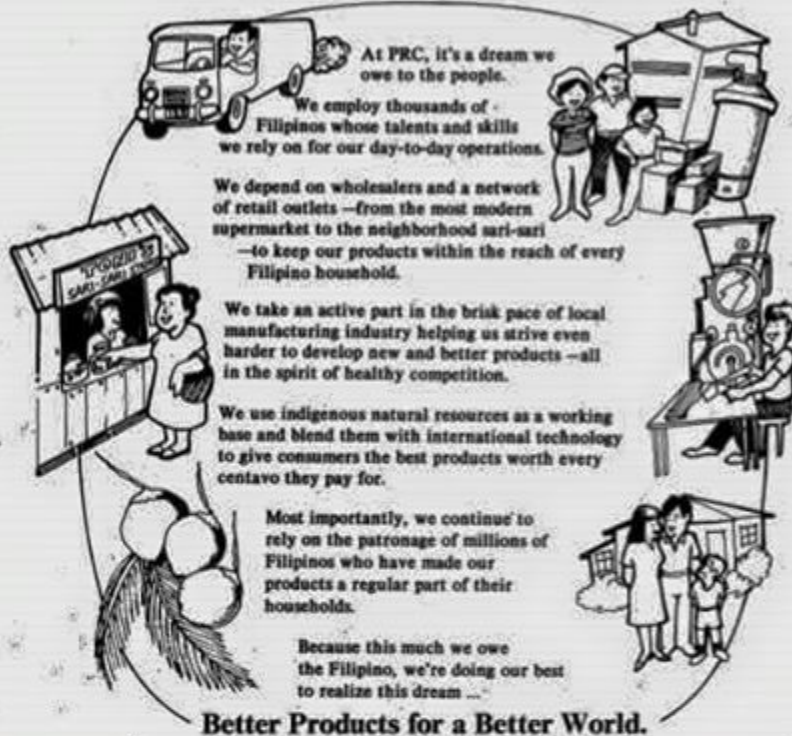 At PRC, it's a dream we
owe to the people.
We employ thousands of
Filipinos whose talents and skills
we rely on for our day-to-day operations.
We depend on wholesalers and a network
of retail outlets —from the most modern
supermarket to the neighborhood sari-sari
—to keep our products within the reach of every
Filipino household.
TONY'S
SARI-SARI STORE
We take an active part in the brisk pace of local
manufacturing industry helping us strive even
harder to develop new and better products —all
in the spirit of healthy competition.
We use indigenous natural resources as a working
base and blend them with international technology
to give consumers the best products worth every
centavo they pay for.
Most importantly, we continue to
rely on the patronage of millions of
Filipinos who have made our
products a regular part of their
households.
Because this much we owe
the Filipino, we're doing our best
to realize this dream ...
Better Products for a Better World.